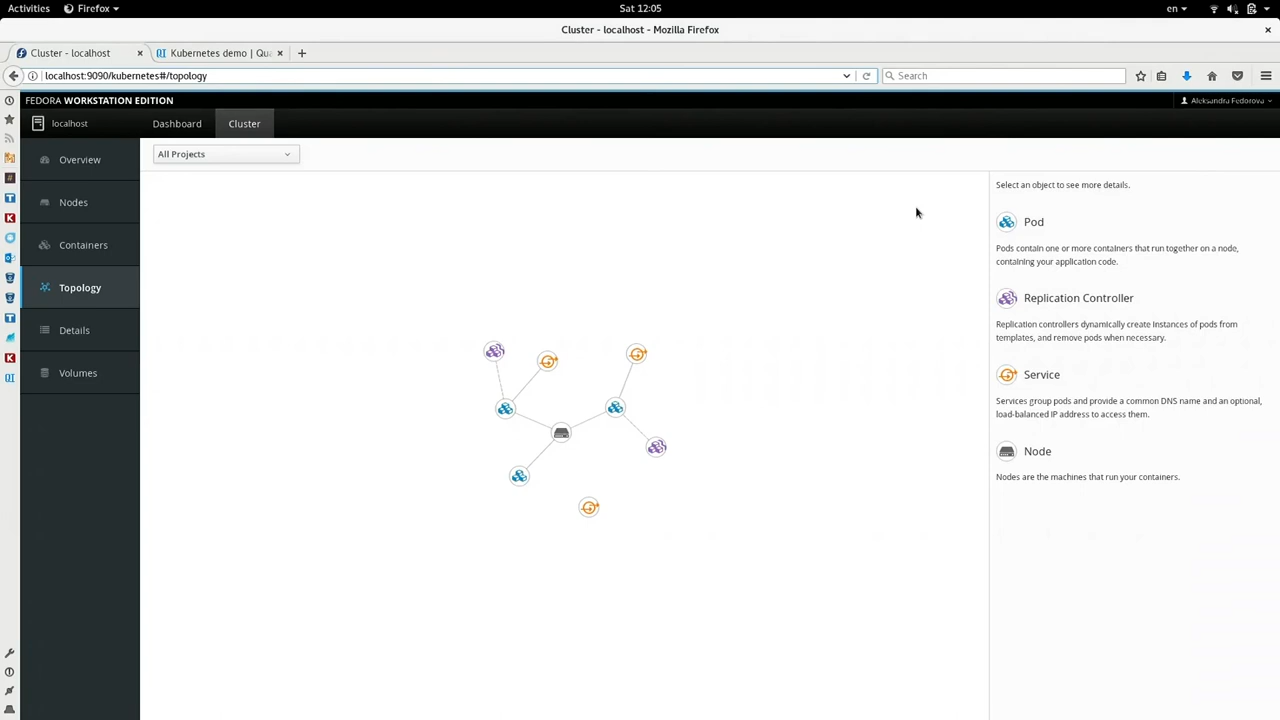 Activities
Firefox
Sat 12:05
en
Cluster - localhost - Mozilla Firefox
Cluster - localhost
Kubernetes demo | Qua
localhost:9090/kubernetes#/topology
Search
FEDORA WORKSTATION EDITION
Aleksandra Fedorova
localhost
Dashboard
Cluster
Overview
Nodes
Containers
Topology
Details
Volumes
All Projects
Select an object to see more details.
Pod
Pods contain one or more containers that run together on a node,
containing your application code.
Replication Controller
Replication controllers dynamically create instances of pods from
templates, and remove pods when necessary.
Service
Services group pods and provide a common DNS name and an optional,
load-balanced IP address to access them.
Node
Nodes are the machines that run your containers.